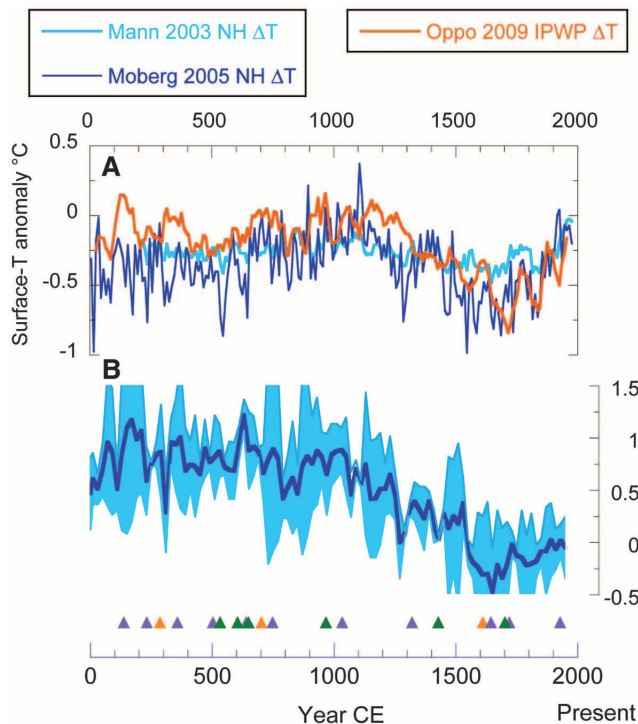 Mann 2003 NH ΔT
Moberg 2005 NH ΔT
Oppo 2009 IPWP ΔT
0 500 1000 1500 2000
Surface-T anomaly °C
0.5
0
-0.5
-1
A
B
1.5
1
0.5
0
-0.5
0 500 1000 1500 2000
Year CE Present